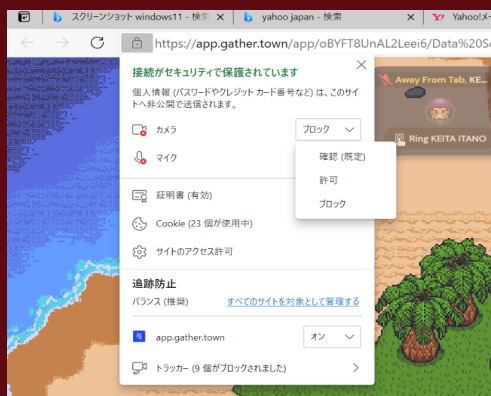 スクリーンショット windows11 - 検索
yahoo japan - 検索
Yahoo!メー
https://app.gather.town/app/oBYFT8UnAL2Leei6/Data%20Sc
接続がセキュリティで保護されています
個人情報 (パスワードやクレジット カード番号など) は、このサイ
トへ非公開で送信されます。
カメラ
ブロック
マイク
確認 (既定)
許可
ブロック
証明書 (有効)
Cookie (23 個が使用中)
サイトのアクセス許可
追跡防止
バランス (推奨)
すべてのサイトを対象として管理する
app.gather.town
オン
トラッカー (9 個がブロックされました)
Away From Tab, KE...
Ring KEITA ITANO